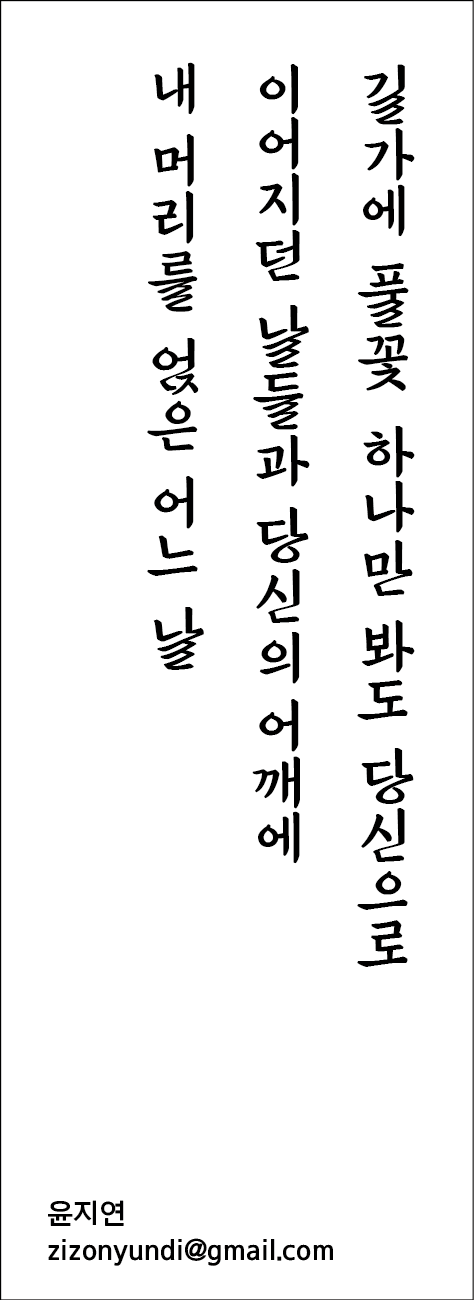 길가에 풀꽃 하나만 봐도 당신으로
이어지던 날들과 당신의 어깨에
내 머리를 얹은 어느 날
윤지연
zizonyundi@gmail.com